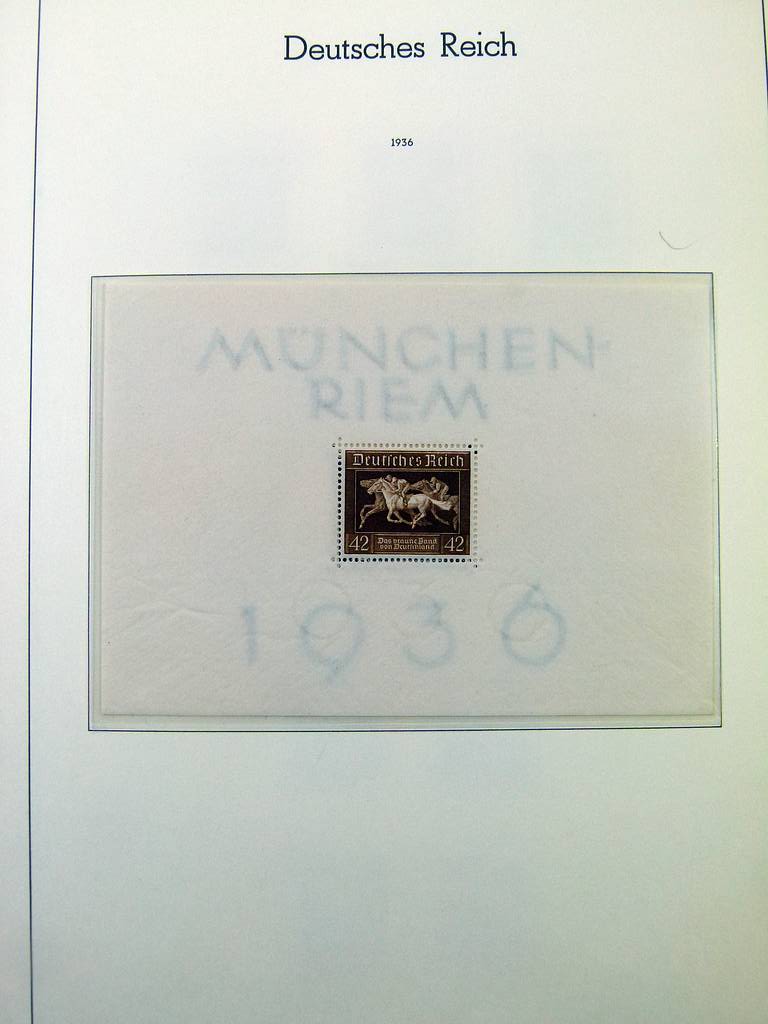 Deutsches Reich
1936
MÜNCHEN-
RIEM
Deutsches Reich
42 Das braune Band 42
von Deutschland
1936